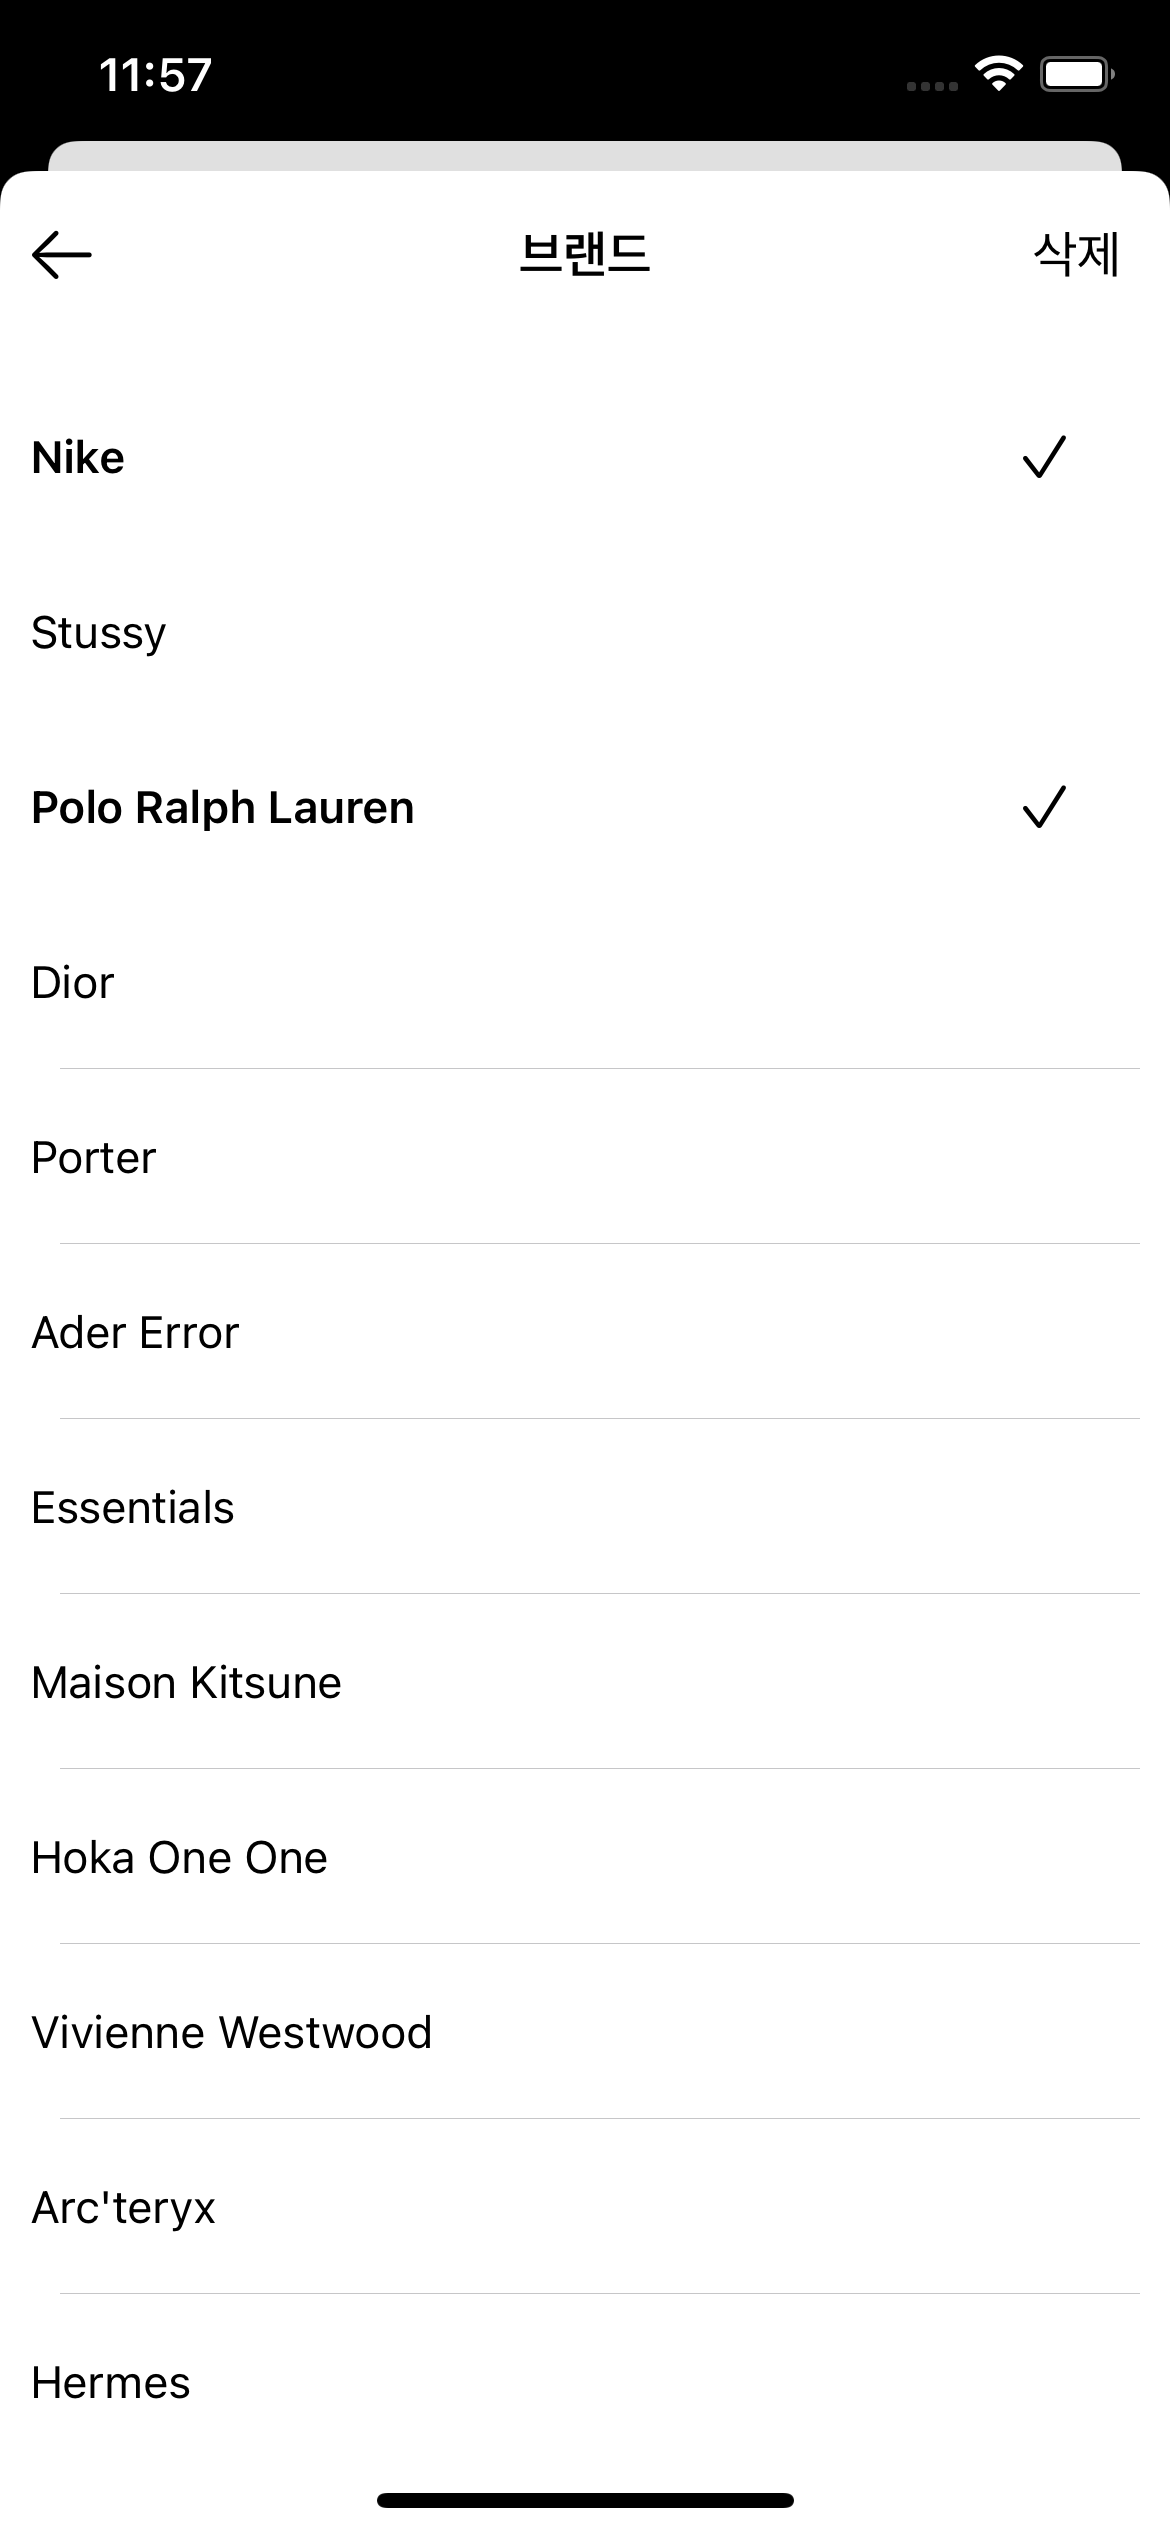 11:57
브랜드
삭제
Nike
Stussy
Polo Ralph Lauren
Dior
Porter
Ader Error
Essentials
Maison Kitsune
Hoka One One
Vivienne Westwood
Arc'teryx
Hermes